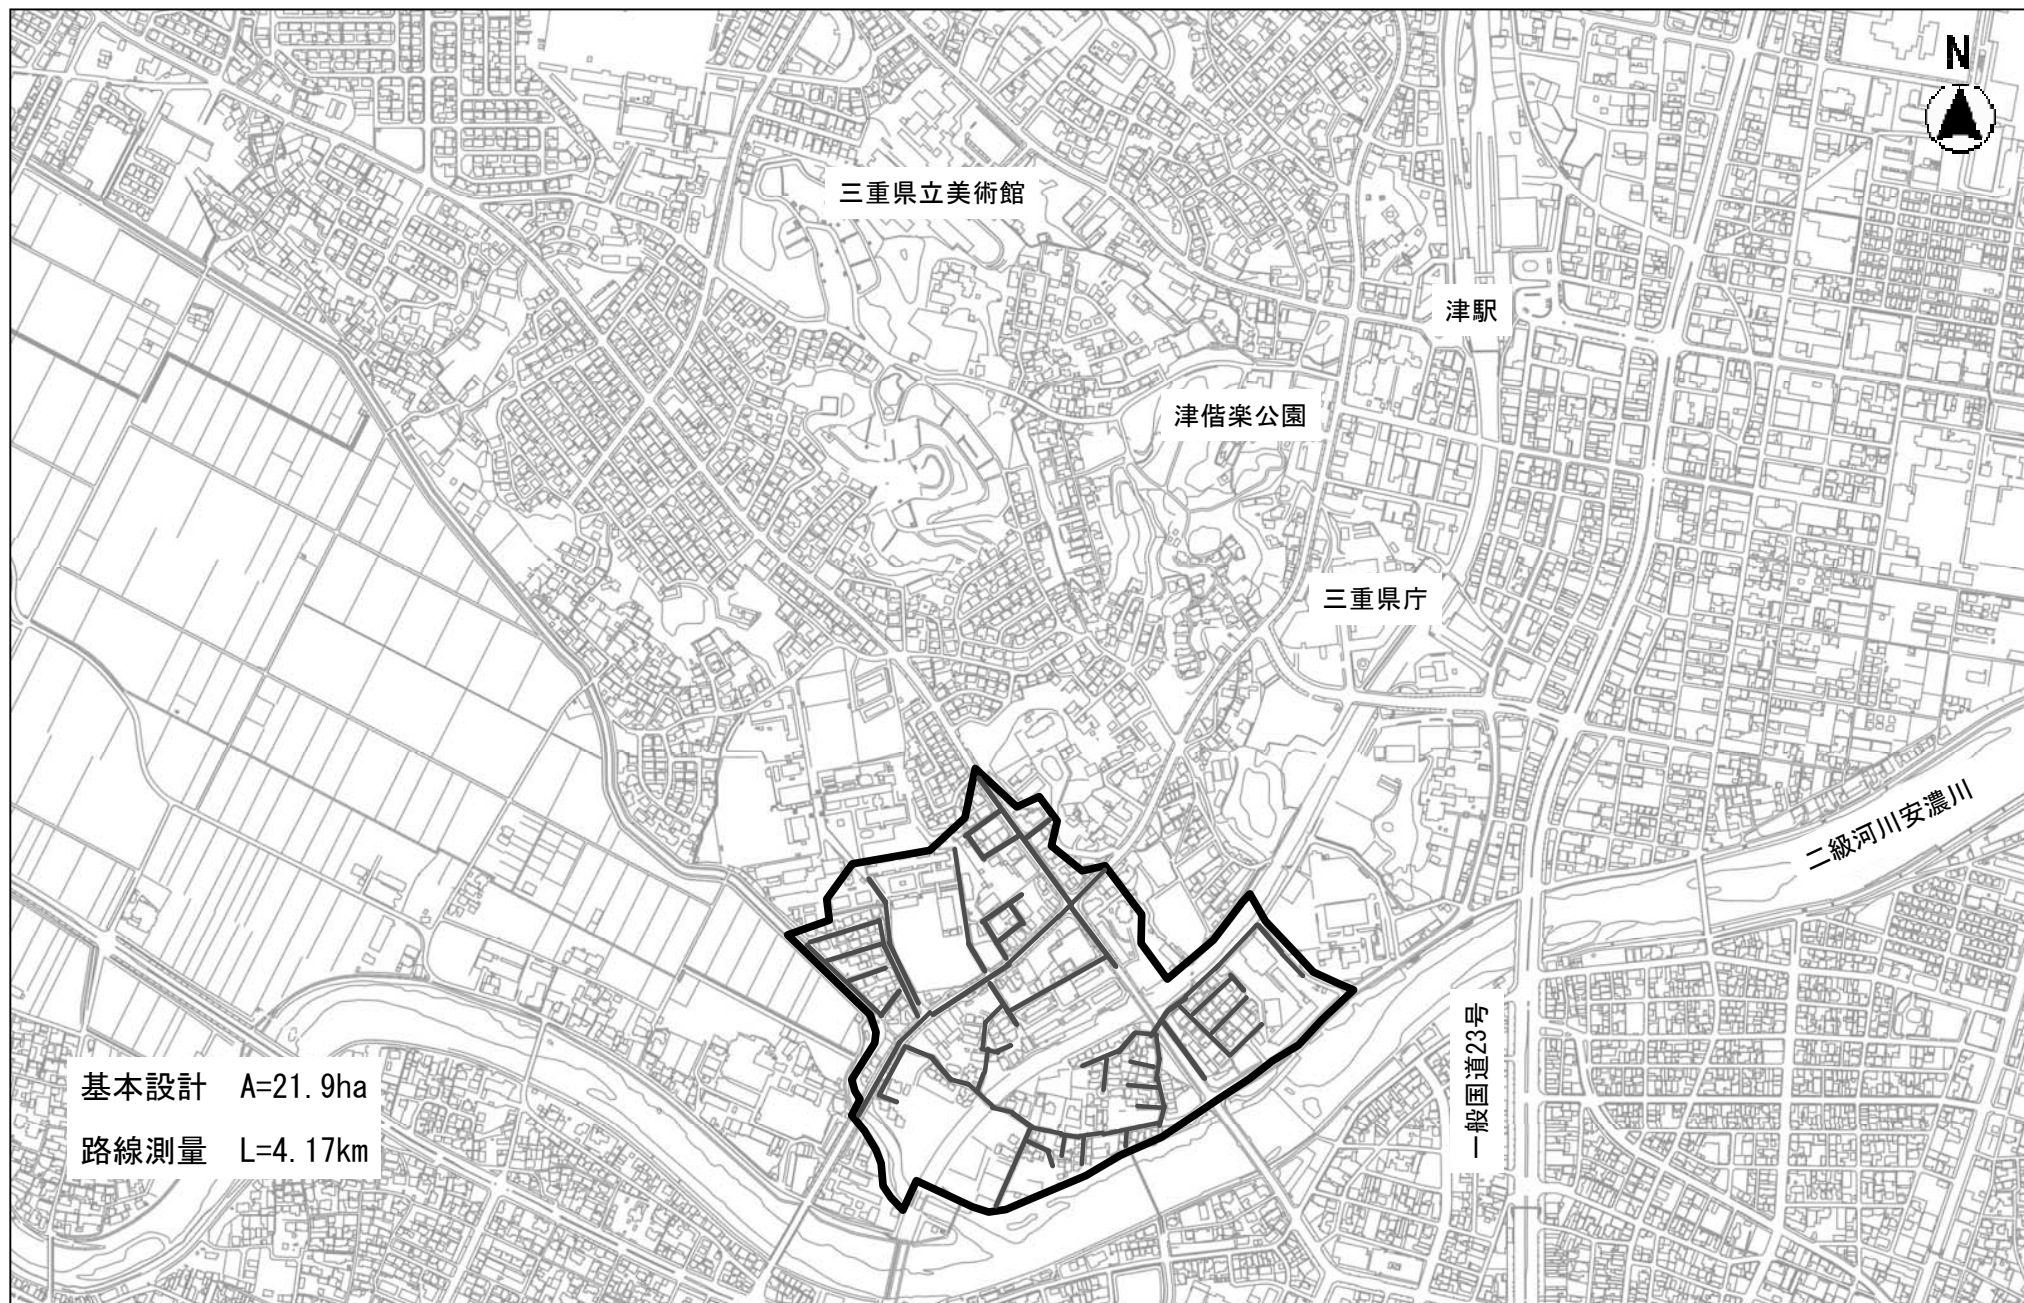 N
三重県立美術館
津駅
津偕楽公園
三重県庁
二級河川安濃川
一般国道23号
基本設計 A=21.9ha
路線測量 L=4.17km